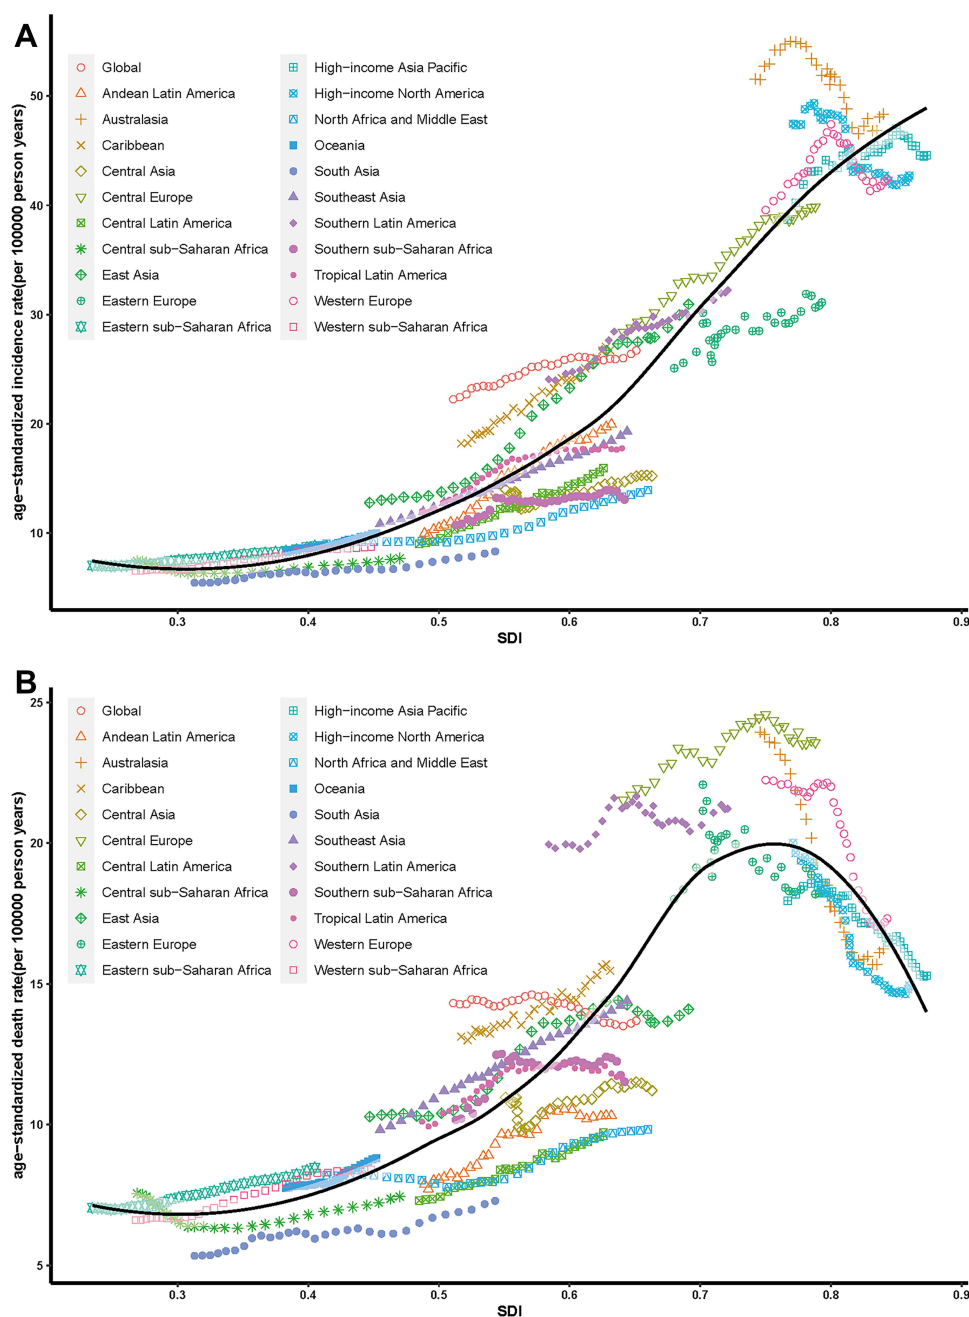 A
age−standardized incidence rate(per 100000 person years)
50
40
30
20
10
Global
Andean Latin America
Australasia
Caribbean
Central Asia
Central Europe
Central Latin America
Central sub−Saharan Africa
East Asia
Eastern Europe
Eastern sub−Saharan Africa
High−income Asia Pacific
High−income North America
North Africa and Middle East
Oceania
South Asia
Southeast Asia
Southern Latin America
Southern sub−Saharan Africa
Tropical Latin America
Western Europe
Western sub−Saharan Africa
0.3 0.4 0.5 0.6 0.7 0.8 0.9
SDI
B
age−standardized death rate(per 100000 person years)
25
20
15
10
5
Global
Andean Latin America
Australasia
Caribbean
Central Asia
Central Europe
Central Latin America
Central sub−Saharan Africa
East Asia
Eastern Europe
Eastern sub−Saharan Africa
High−income Asia Pacific
High−income North America
North Africa and Middle East
Oceania
South Asia
Southeast Asia
Southern Latin America
Southern sub−Saharan Africa
Tropical Latin America
Western Europe
Western sub−Saharan Africa
0.3 0.4 0.5 0.6 0.7 0.8 0.9
SDI